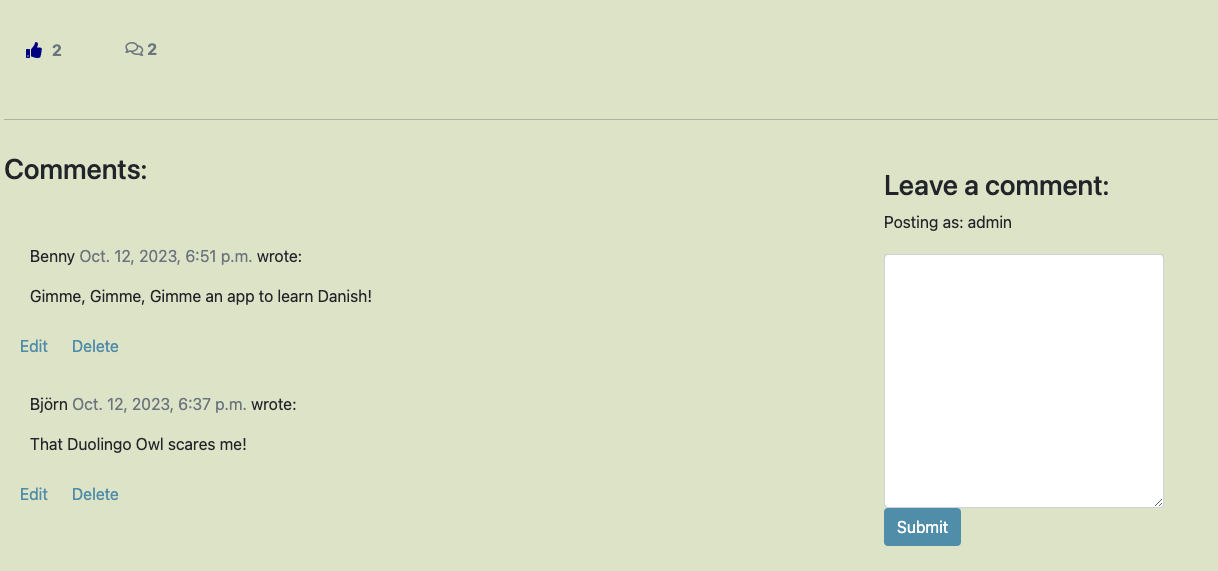 2 2
Comments:
Benny Oct. 12, 2023, 6:51 p.m. wrote:
Gimme, Gimme, Gimme an app to learn Danish!
Edit Delete
Björn Oct. 12, 2023, 6:37 p.m. wrote:
That Duolingo Owl scares me!
Edit Delete
Leave a comment:
Posting as: admin
Submit